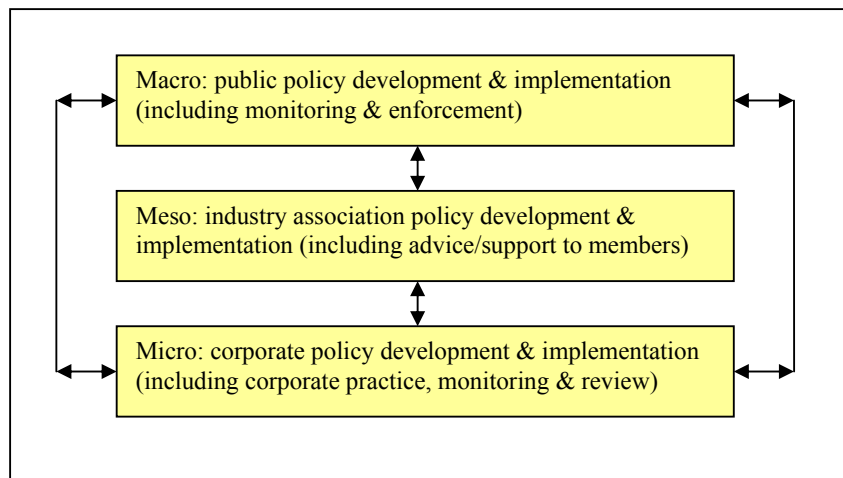 Macro: public policy development & implementation
(including monitoring & enforcement)
Meso: industry association policy development &
implementation (including advice/support to members)
Micro: corporate policy development & implementation
(including corporate practice, monitoring & review)